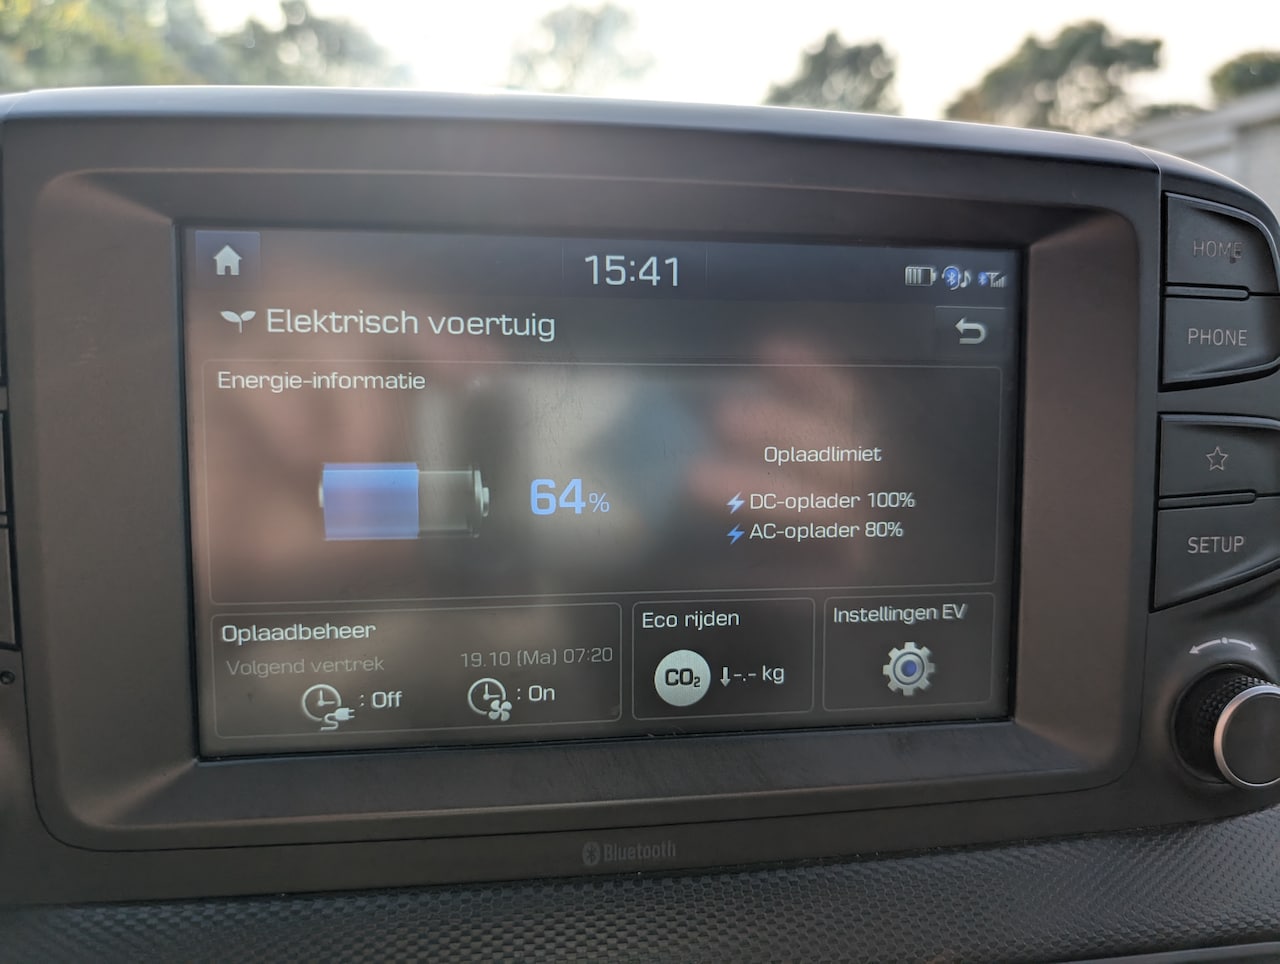 15:41
Elektrisch voertuig
Energie-informatie
64%
Oplaadlimiet
DC-oplader 100%
AC-oplader 80%
Oplaadbeheer
Volgend vertrek
19.10 (Ma) 07:20
: Off
: On
Eco rijden
CO₂
-.- kg
Instellingen EV
HOME
PHONE
SETUP
Bluetooth